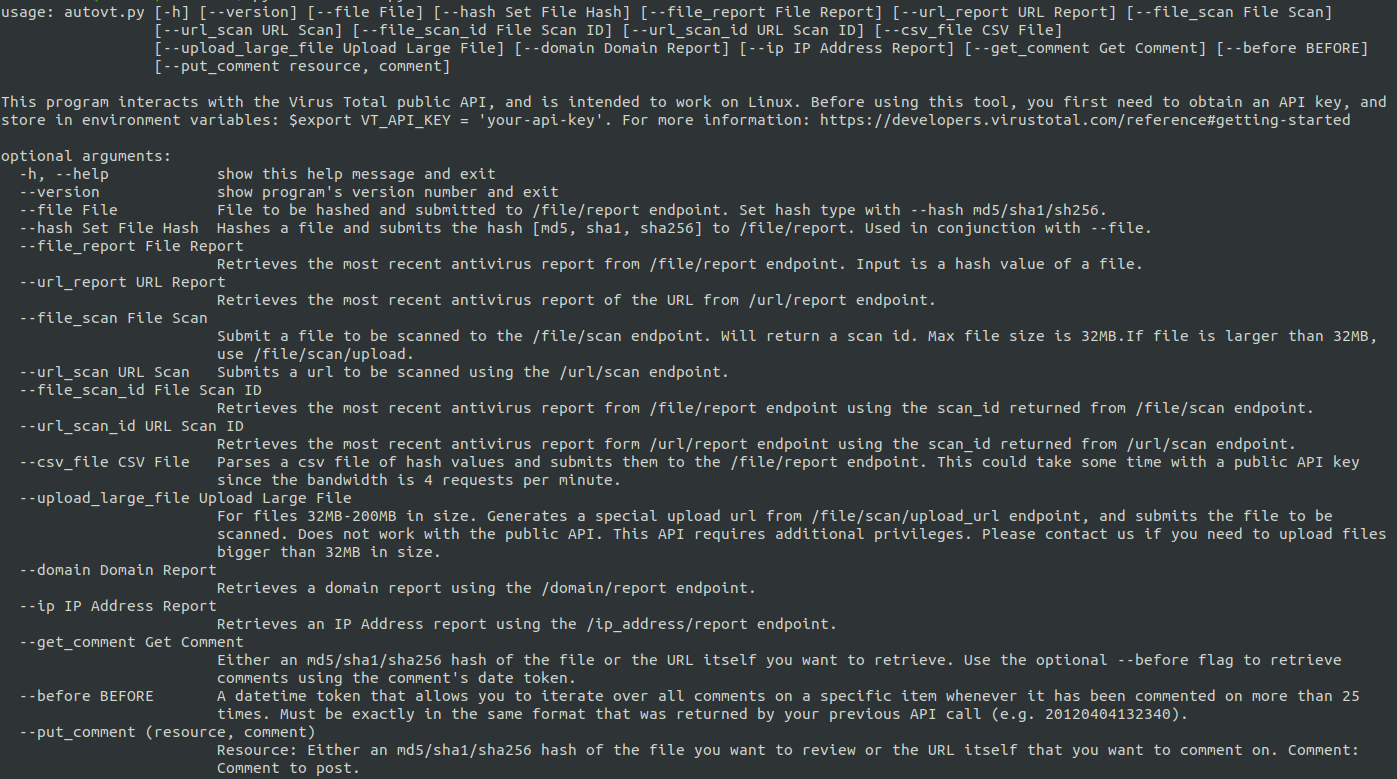 usage: autovt.py [-h] [--version] [--file File] [--hash Set File Hash] [--file_report File Report] [--url_report URL Report] [--file_scan File Scan]
[--url_scan URL Scan] [--file_scan_id File Scan ID] [--url_scan_id URL Scan ID] [--csv_file CSV File]
[--upload_large_file Upload Large File] [--domain Domain Report] [--ip IP Address Report] [--get_comment Get Comment] [--before BEFORE]
[--put_comment resource, comment]
This program interacts with the Virus Total public API, and is intended to work on Linux. Before using this tool, you first need to obtain an API key, and
store in environment variables: $export VT_API_KEY = 'your-api-key'. For more information: https://developers.virustotal.com/reference#getting-started
optional arguments:
-h, --help show this help message and exit
--version show program's version number and exit
--file File File to be hashed and submitted to /file/report endpoint. Set hash type with --hash md5/sha1/sh256.
--hash Set File Hash Hashes a file and submits the hash [md5, sha1, sha256] to /file/report. Used in conjunction with --file.
--file_report File Report
Retrieves the most recent antivirus report from /file/report endpoint. Input is a hash value of a file.
--url_report URL Report
Retrieves the most recent antivirus report of the URL from /url/report endpoint.
--file_scan File Scan
Submit a file to be scanned to the /file/scan endpoint. Will return a scan id. Max file size is 32MB.If file is larger than 32MB,
use /file/scan/upload.
--url_scan URL Scan Submits a url to be scanned using the /url/scan endpoint.
--file_scan_id File Scan ID
Retrieves the most recent antivirus report from /file/report endpoint using the scan_id returned from /file/scan endpoint.
--url_scan_id URL Scan ID
Retrieves the most recent antivirus report form /url/report endpoint using the scan_id returned from /url/scan endpoint.
--csv_file CSV File Parses a csv file of hash values and submits them to the /file/report endpoint. This could take some time with a public API key
since the bandwidth is 4 requests per minute.
--upload_large_file Upload Large File
For files 32MB-200MB in size. Generates a special upload url from /file/scan/upload_url endpoint, and submits the file to be
scanned. Does not work with the public API. This API requires additional privileges. Please contact us if you need to upload files
bigger than 32MB in size.
--domain Domain Report
Retrieves a domain report using the /domain/report endpoint.
--ip IP Address Report
Retrieves an IP Address report using the /ip_address/report endpoint.
--get_comment Get Comment
Either an md5/sha1/sha256 hash of the file or the URL itself you want to retrieve. Use the optional --before flag to retrieve
comments using the comment's date token.
--before BEFORE A datetime token that allows you to iterate over all comments on a specific item whenever it has been commented on more than 25
times. Must be exactly in the same format that was returned by your previous API call (e.g. 20120404132340).
--put_comment (resource, comment)
Resource: Either an md5/sha1/sha256 hash of the file you want to review or the URL itself that you want to comment on. Comment:
Comment to post.